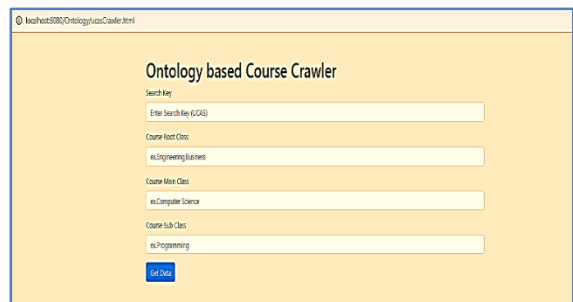 localhost:8080/Ontology/ucasCrawler.html
Ontology based Course Crawler
Search Key
Enter Search Key (UCAS)
Course Root Class
ex.Engineering,Business
Course Main Class
ex.Computer Science
Course Sub Class
ex.Programming
Get Data